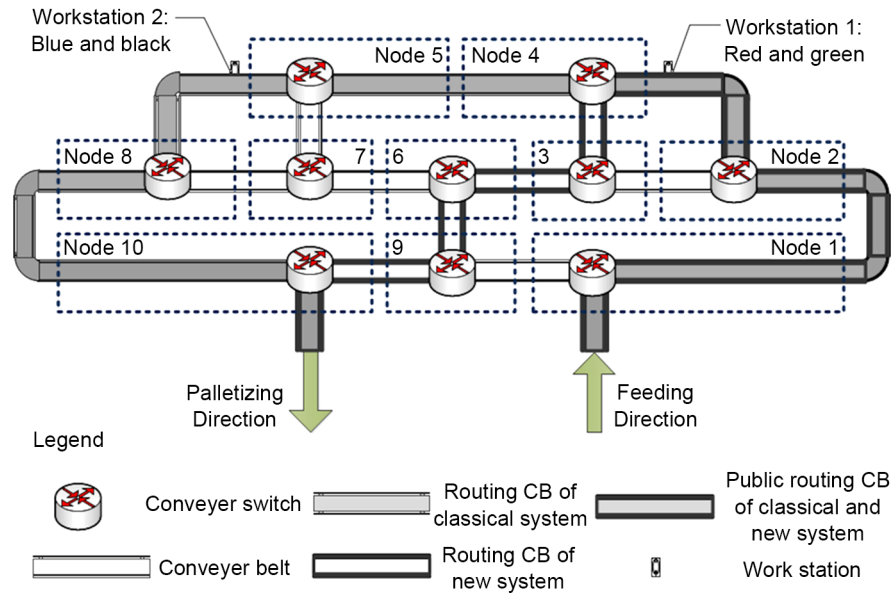 Workstation 2:
Blue and black
Node 5
Node 4
Workstation 1:
Red and green
Node 8
7
6
3
Node 2
Node 10
9
Node 1
Palletizing
Direction
Feeding
Direction
Legend
Conveyer switch
Routing CB of
classical system
Public routing CB
of classical and
new system
Conveyer belt
Routing CB of
new system
Work station